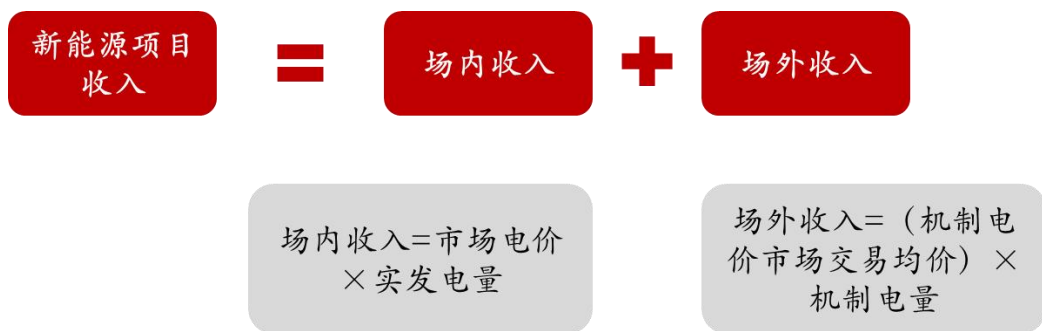 新能源项目
收入
=
场内收入
+
场外收入
场内收入=市场电价
×实发电量
场外收入=（机制电
价市场交易均价）×
机制电量